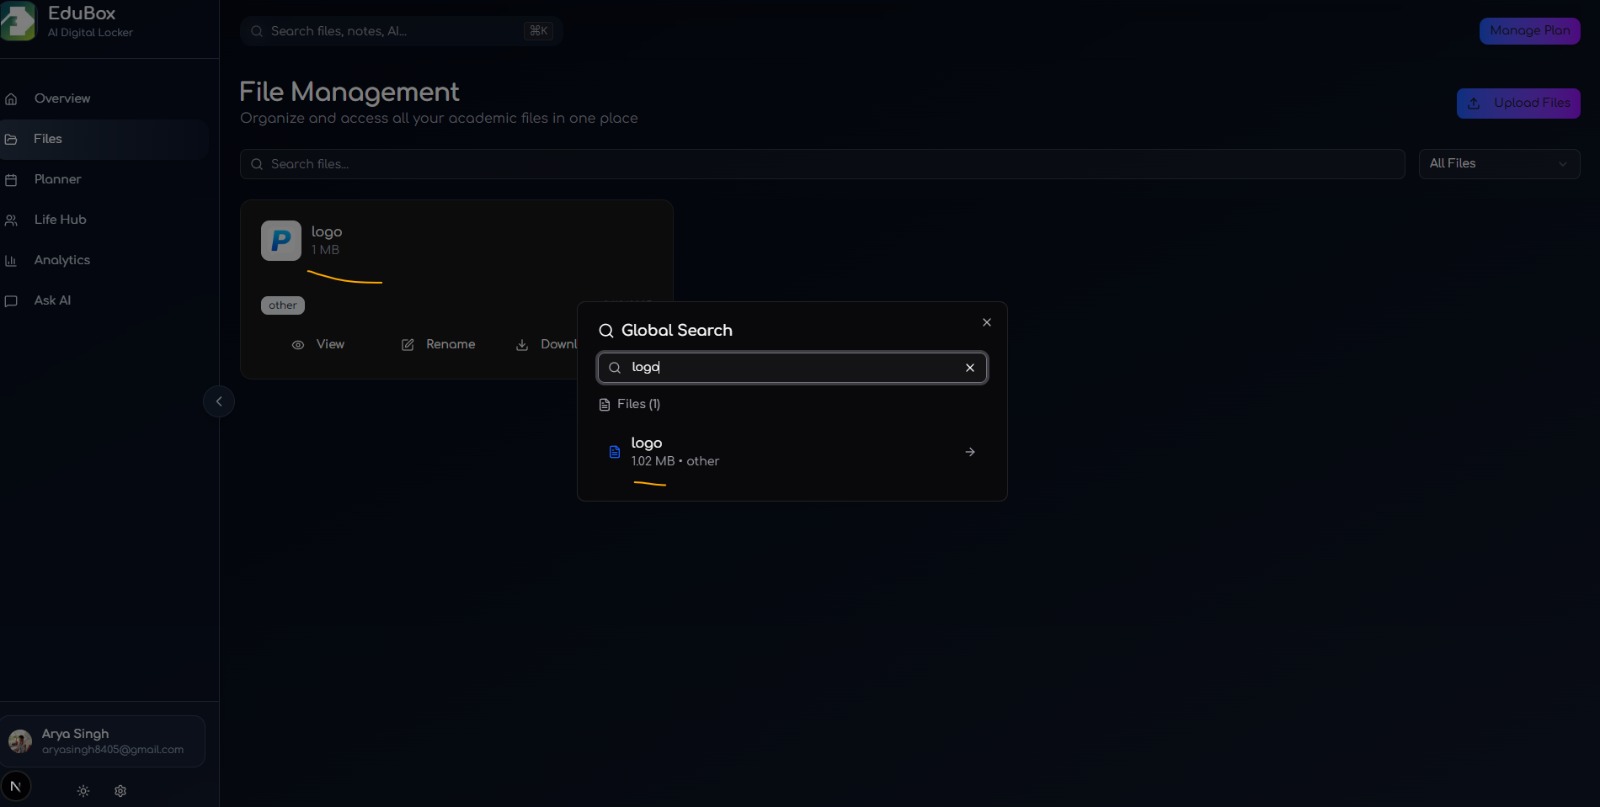 EduBox
AI Digital Locker
Search files, notes, AI...
⌘K
Manage Plan
Overview
Files
Planner
Life Hub
Analytics
Ask AI
File Management
Organize and access all your academic files in one place
Upload Files
Search files...
All Files
P
logo
1 MB
other
View
Rename
Downl
Global Search
logo
Files (1)
logo
1.02 MB • other
Arya Singh
aryasingh8405@gmail.com
N